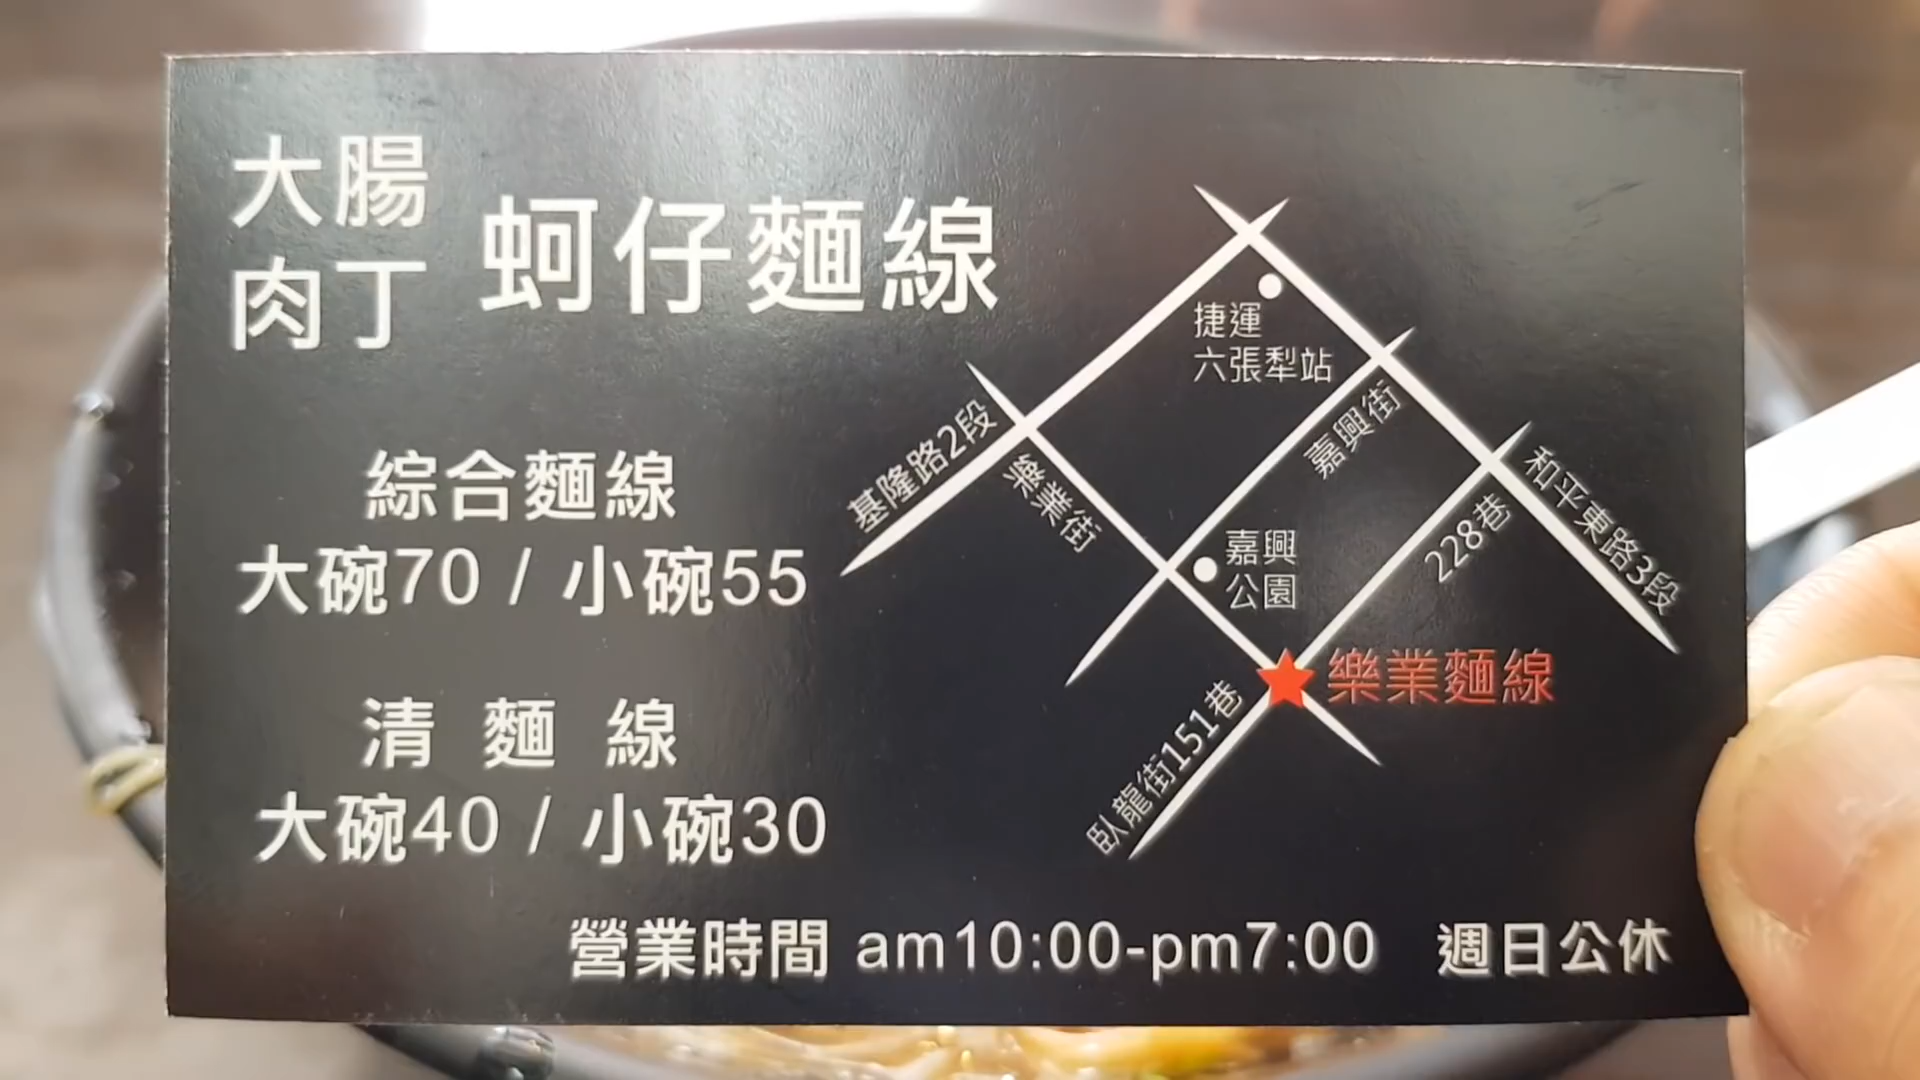 大腸
肉丁
蚵仔麵線
綜合麵線
大碗70 / 小碗55
清麵線
大碗40 / 小碗30
捷運
六張犁站
基隆路2段
樂業街
嘉興街
和平東路3段
228巷
嘉興
公園
樂業麵線
臥龍街151巷
營業時間 am10:00-pm7:00 週日公休